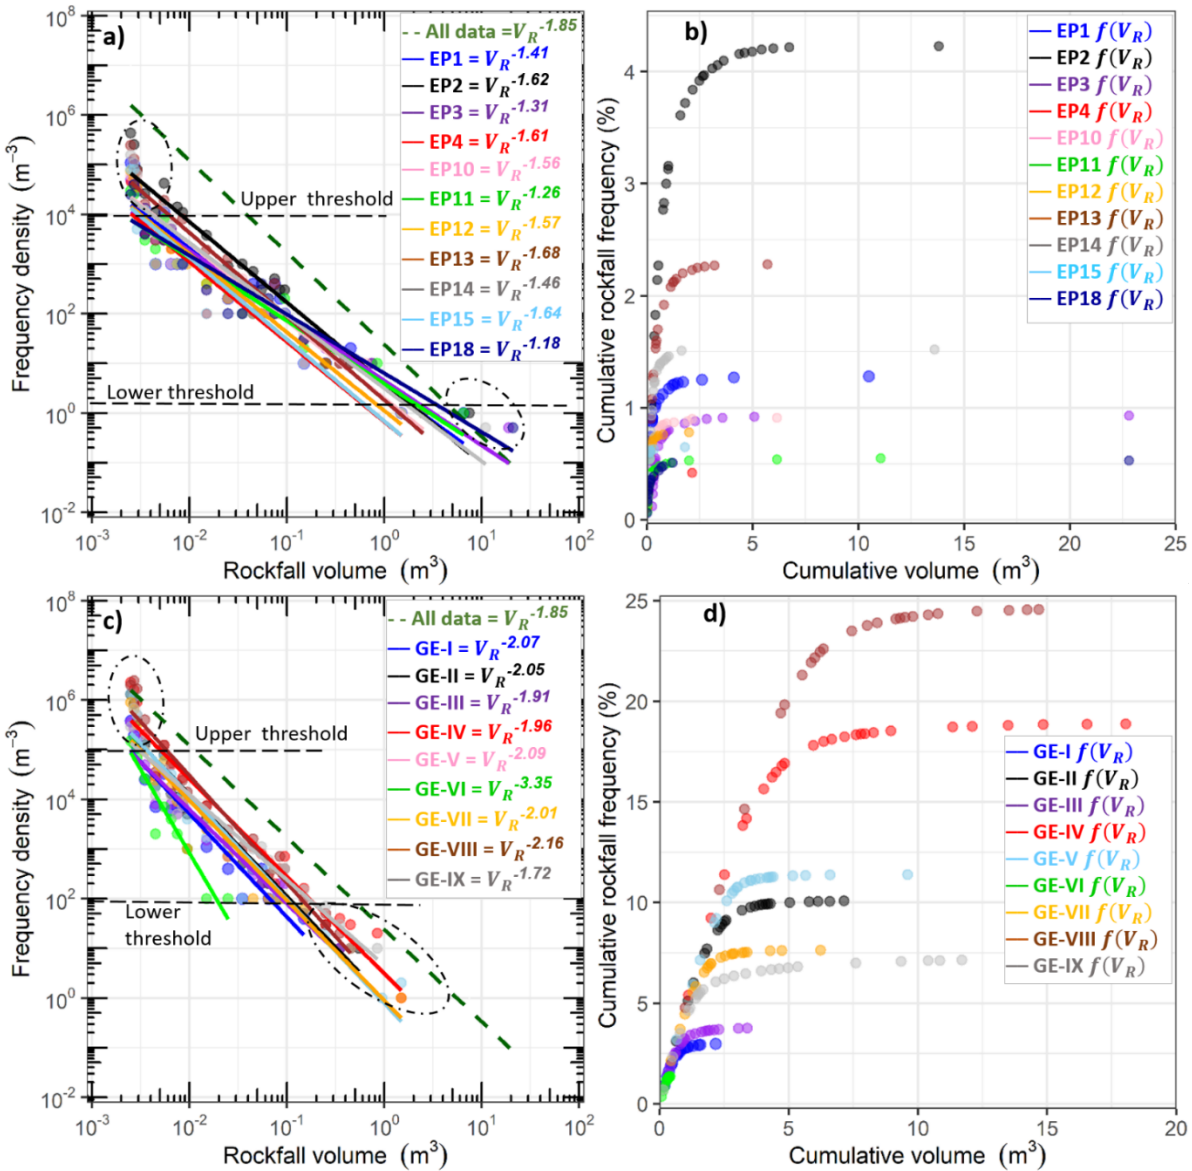 a)
All data =V_R^-1.85
EP1 = V_R^-1.41
EP2 = V_R^-1.62
EP3 = V_R^-1.31
EP4 = V_R^-1.61
EP10 = V_R^-1.56
EP11 = V_R^-1.26
EP12 = V_R^-1.57
EP13 = V_R^-1.68
EP14 = V_R^-1.46
EP15 = V_R^-1.64
EP18 = V_R^-1.18
Upper threshold
Lower threshold
Frequency density (m^−3)
10^8
10^6
10^4
10^2
10^0
10^-2
10^-3
10^-2
10^-1
10^0
10^1
10^2
Rockfall volume (m^3)
b)
EP1 f(V_R)
EP2 f(V_R)
EP3 f(V_R)
EP4 f(V_R)
EP10 f(V_R)
EP11 f(V_R)
EP12 f(V_R)
EP13 f(V_R)
EP14 f(V_R)
EP15 f(V_R)
EP18 f(V_R)
Cumulative rockfall frequency (%)
4
3
2
1
0
0
5
10
15
20
25
Cumulative volume (m^3)
c)
All data = V_R^-1.85
GE-I = V_R^-2.07
GE-II = V_R^-2.05
GE-III = V_R^-1.91
GE-IV = V_R^-1.96
GE-V = V_R^-2.09
GE-VI = V_R^-3.35
GE-VII = V_R^-2.01
GE-VIII = V_R^-2.16
GE-IX = V_R^-1.72
Upper threshold
Lower
threshold
Frequency density (m^−3)
10^8
10^6
10^4
10^2
10^0
10^-2
10^-3
10^-2
10^-1
10^0
10^1
10^2
Rockfall volume (m^3)
d)
GE-I f(V_R)
GE-II f(V_R)
GE-III f(V_R)
GE-IV f(V_R)
GE-V f(V_R)
GE-VI f(V_R)
GE-VII f(V_R)
GE-VIII f(V_R)
GE-IX f(V_R)
Cumulative rockfall frequency (%)
25
20
15
10
5
0
0
5
10
15
20
Cumulative volume (m^3)